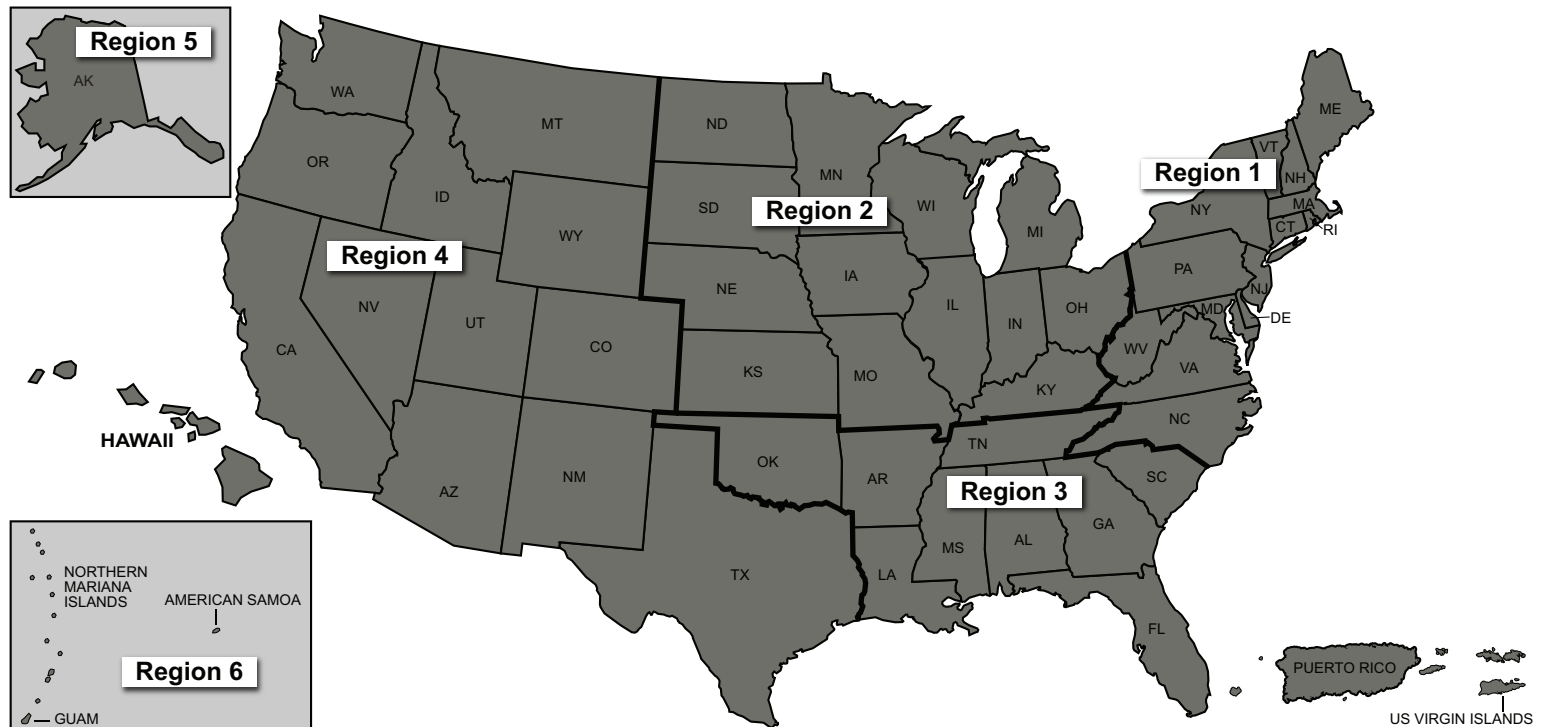 Region 5
AK
WA
MT
ND
ME
OR
ID
MN
VT
Region 1
NH
SD
WI
NY
MA
Region 2
MI
CT
RI
WY
Region 4
PA
NE
IA
NJ
NV
UT
IL
IN
OH
MD
DE
CA
CO
WV
KS
MO
VA
KY
HAWAII
NC
TN
OK
AR
SC
NM
AZ
Region 3
GA
MS
AL
TX
LA
NORTHERN
MARIANA
ISLANDS
AMERICAN SAMOA
FL
Region 6
PUERTO RICO
GUAM
US VIRGIN ISLANDS